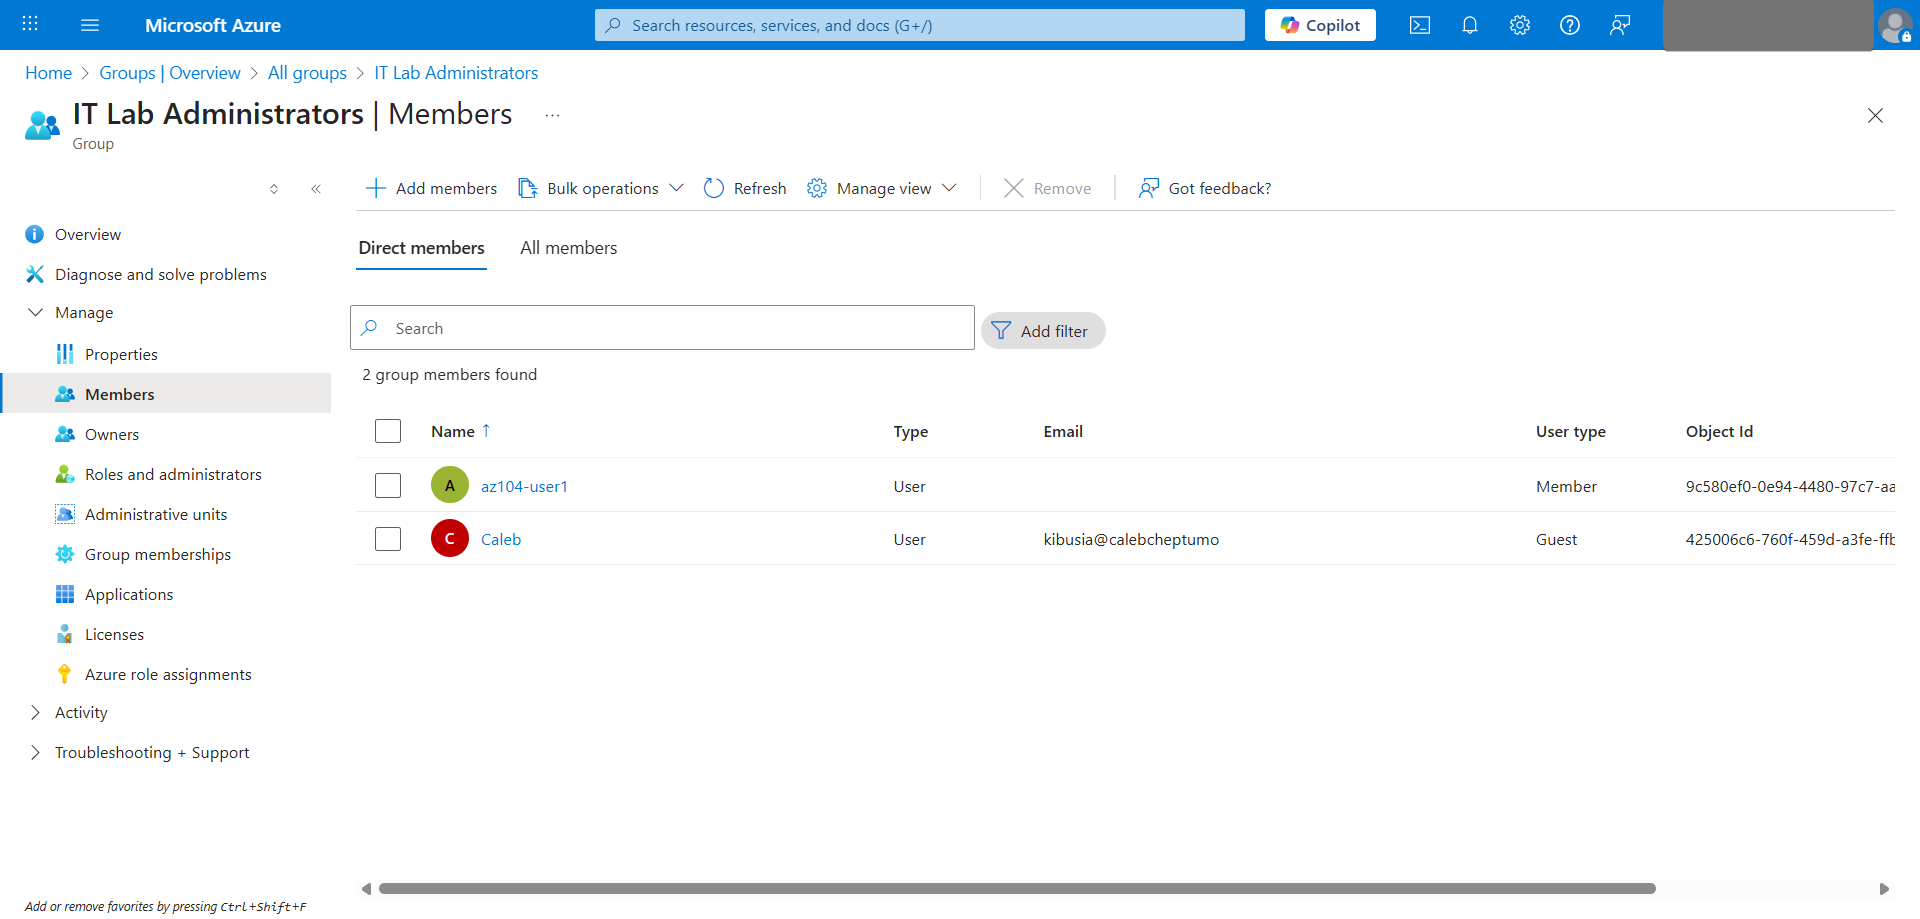 Microsoft Azure
Search resources, services, and docs (G+/)
Copilot
Home > Groups | Overview > All groups > IT Lab Administrators
IT Lab Administrators | Members ...
Group
Add members
Bulk operations
Refresh
Manage view
Remove
Got feedback?
Overview
Diagnose and solve problems
Manage
Properties
Members
Owners
Roles and administrators
Administrative units
Group memberships
Applications
Licenses
Azure role assignments
Activity
Troubleshooting + Support
Add or remove favorites by pressing Ctrl+Shift+F
Direct members
All members
Search
Add filter
2 group members found
Name ↑ Type Email User type Object Id
A az104-user1 User Member 9c580ef0-0e94-4480-97c7-aa
C Caleb User kibusia@calebcheptumo Guest 425006c6-760f-459d-a3fe-ffb